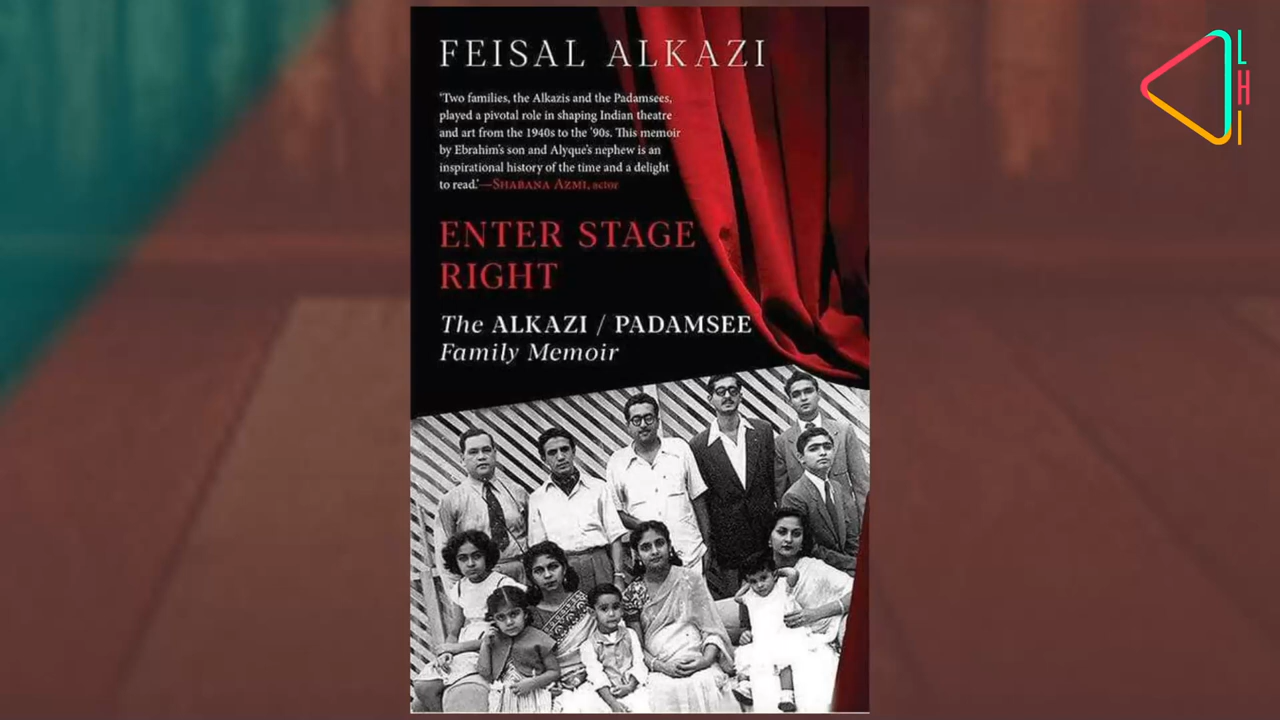 FEISAL ALKAZI
‘Two families, the Alkazis and the Padamsees,
played a pivotal role in shaping Indian theatre
and art from the 1940s to the ’90s. This memoir
by Ebrahim’s son and Alyque’s nephew is an
inspirational history of the time and a delight
to read.’—SHABANA AZMI, actor
ENTER STAGE
RIGHT
The ALKAZI / PADAMSEE
Family Memoir
LHI